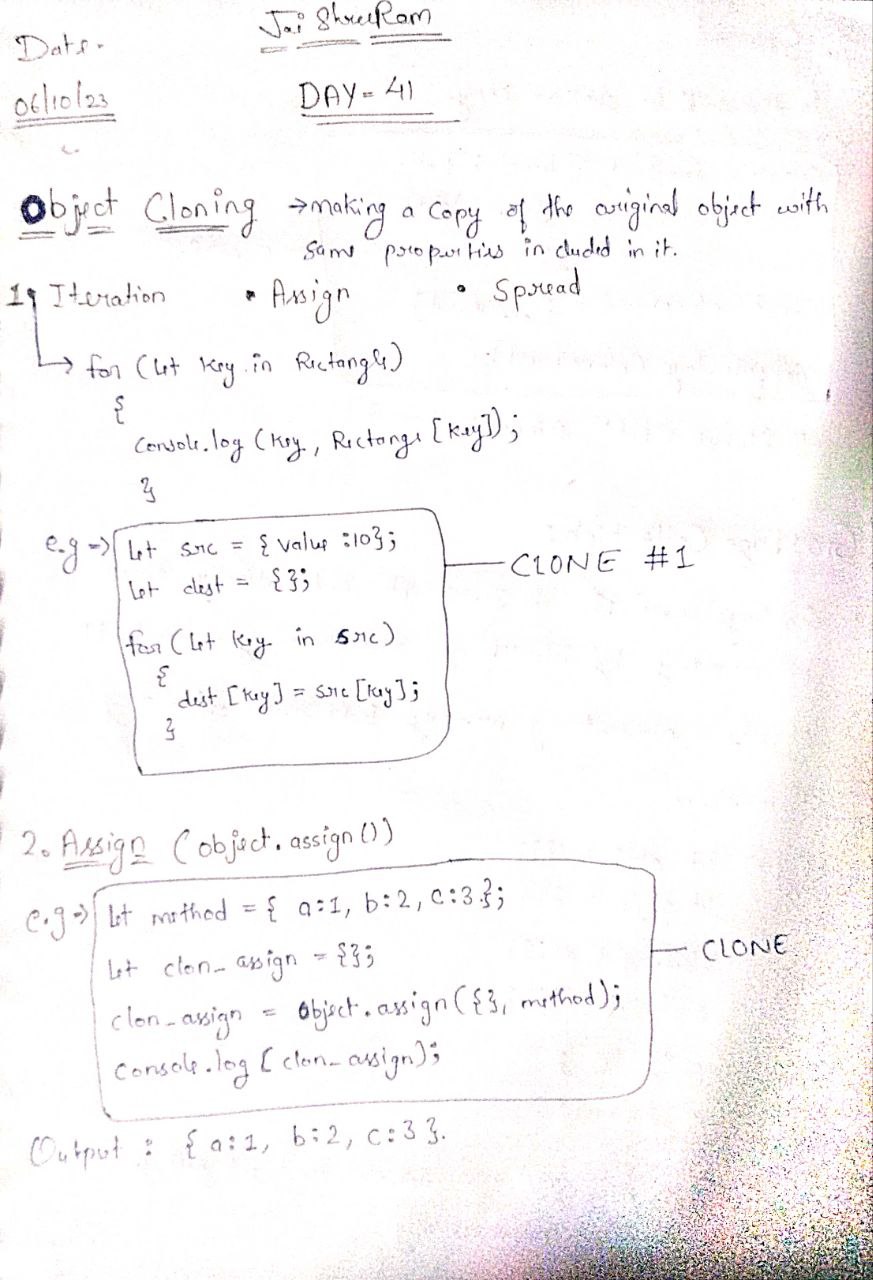 Jai ShreeRam
Date.
06/10/23
DAY = 41
Object Cloning → making a copy of the original object with
same properties included in it.
1• Iteration • Assign • Spread
↳ for (let key in Rectangle)
{
console.log (key, Rectange [key]);
}
e.g → let src = { value : 10};
let dest = {};
for (let key in src)
{
dest [key] = src [key];
}
CLONE #1
2. Assign (object.assign())
e.g → let method = { a:1, b:2, c:3 };
let clon_assign = {};
clon_assign = Object.assign ({}, method);
console.log [ clon_assign);
CLONE
Output : { a:1, b:2, c:3 }.